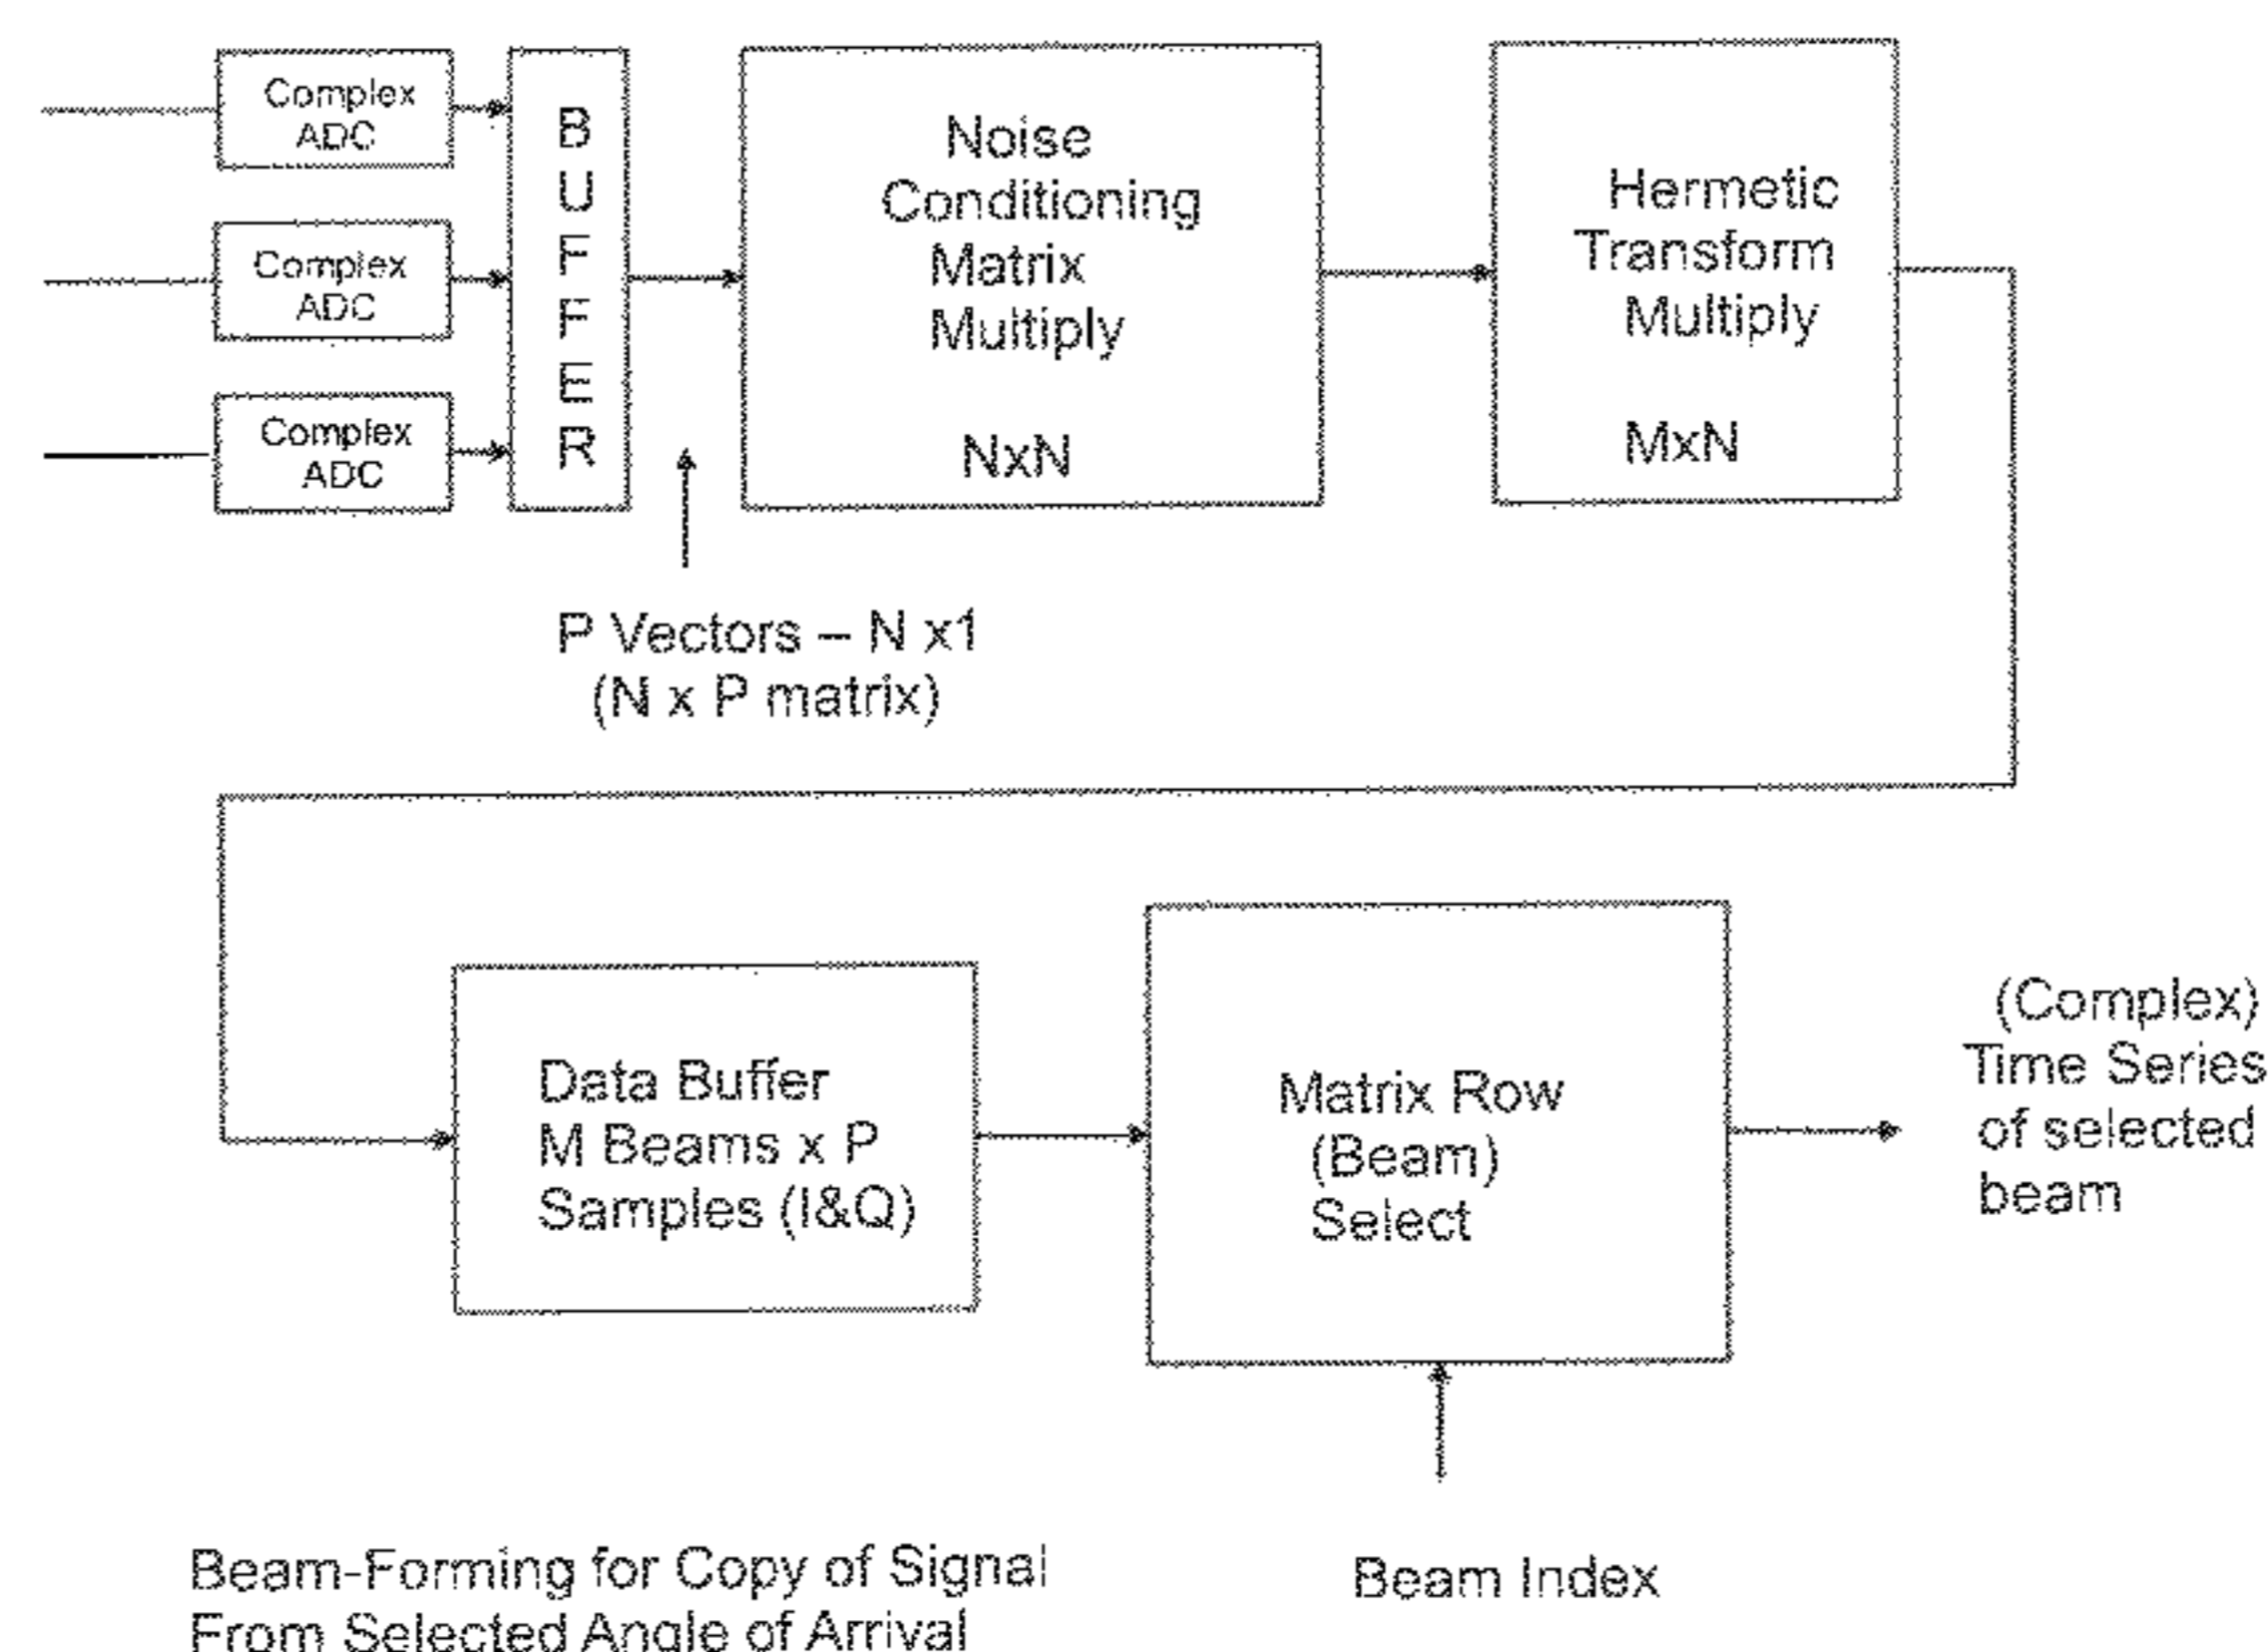 Complex
ADC
Complex
ADC
Complex
ADC
B
U
F
F
E
R
Noise
Conditioning
Matrix
Multiply
NxN
Hermetic
Transform
Multiply
MxN
P Vectors – N x1
(N x P matrix)
Data Buffer
M Beams x P
Samples (I&Q)
Matrix Row
(Beam)
Select
(Complex)
Time Series
of selected
beam
Beam Index
Beam-Forming for Copy of Signal
From Selected Angle of Arrival